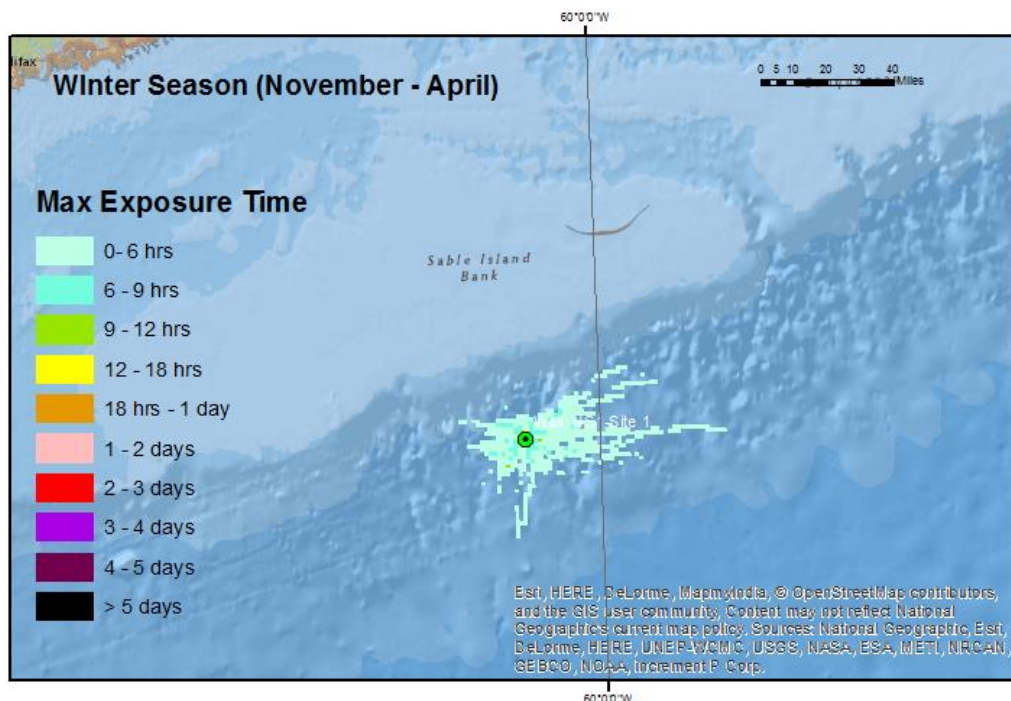 60°0'0"W
lifax
WInter Season (November - April)
0 5 10 20 30 40
Miles
Max Exposure Time
0- 6 hrs
6 - 9 hrs
9 - 12 hrs
12 - 18 hrs
18 hrs - 1 day
1 - 2 days
2 - 3 days
3 - 4 days
4 - 5 days
> 5 days
Sable Island
Bank
Site 1
Esri, HERE, DeLorme, MapmyIndia, © OpenStreetMap contributors,
and the GIS user community, Content may not reflect National
Geographic's current map policy. Sources: National Geographic, Esri,
DeLorme, HERE, UNEP-WCMC, USGS, NASA, ESA, METI, NRCAN,
GEBCO, NOAA, Increment P Corp.
60°0'0"W